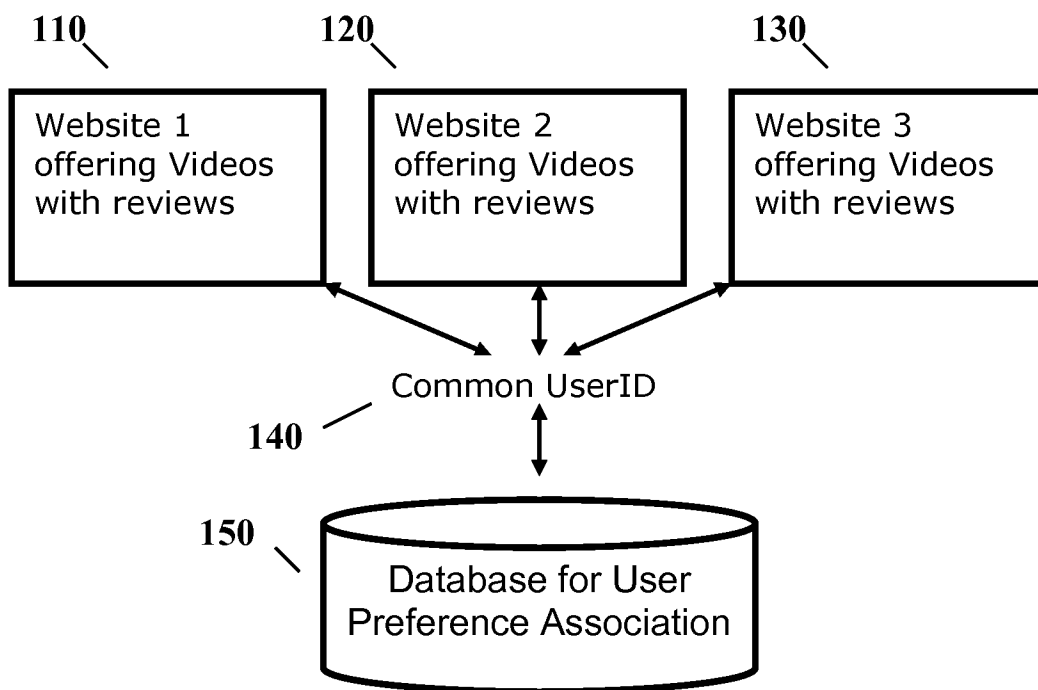 110
120
130
Website 1
offering Videos
with reviews
Website 2
offering Videos
with reviews
Website 3
offering Videos
with reviews
Common UserID
140
150
Database for User
Preference Association